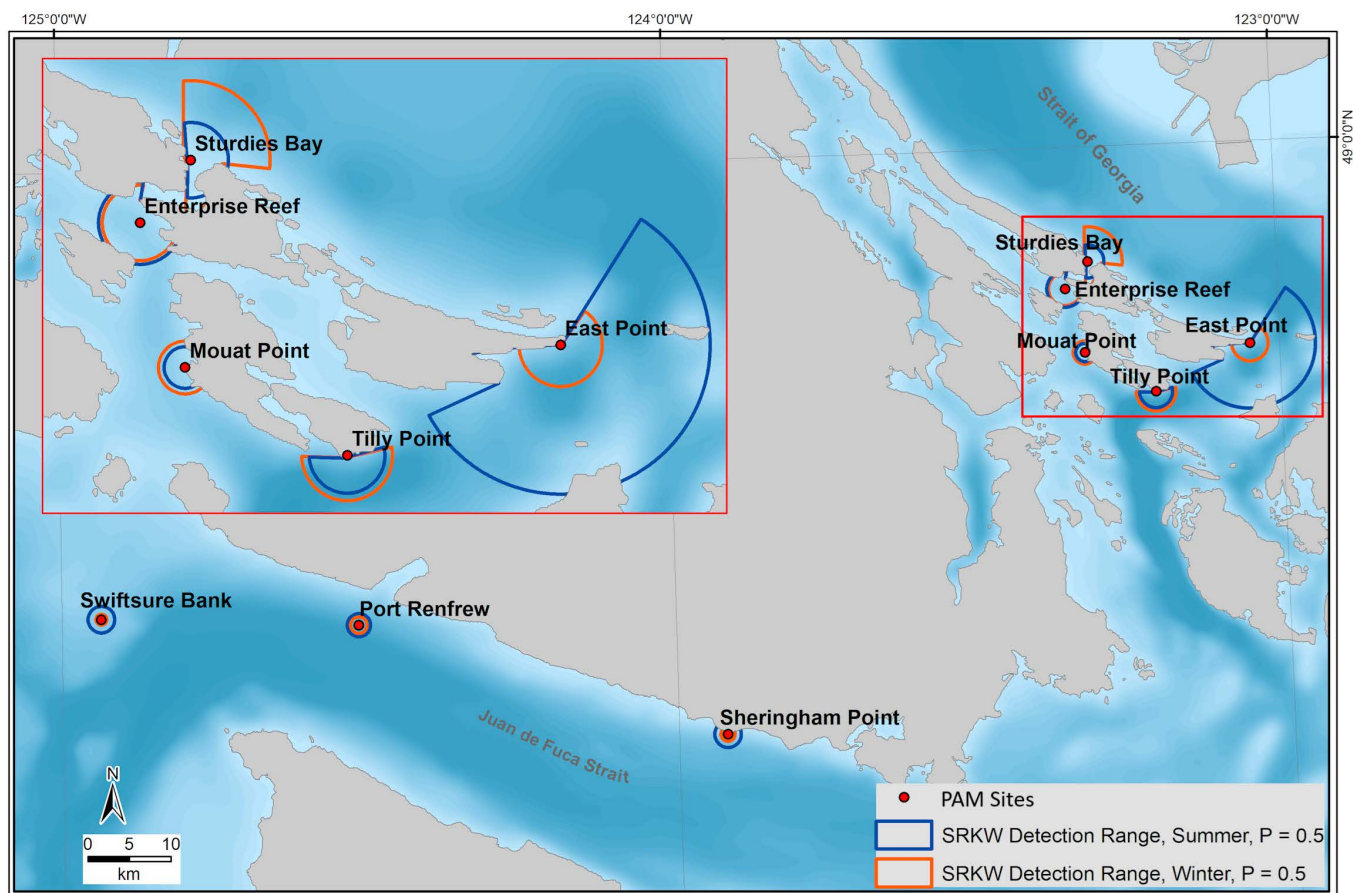 125°0'0"W
124°0'0"W
123°0'0"W
49°0'0"N
Strait of Georgia
Sturdies Bay
Enterprise Reef
East Point
Mouat Point
Tilly Point
Sturdies Bay
Enterprise Reef
East Point
Mouat Point
Tilly Point
Swiftsure Bank
Port Renfrew
Sheringham Point
Juan de Fuca Strait
N
0 5 10
km
PAM Sites
SRKW Detection Range, Summer, P = 0.5
SRKW Detection Range, Winter, P = 0.5